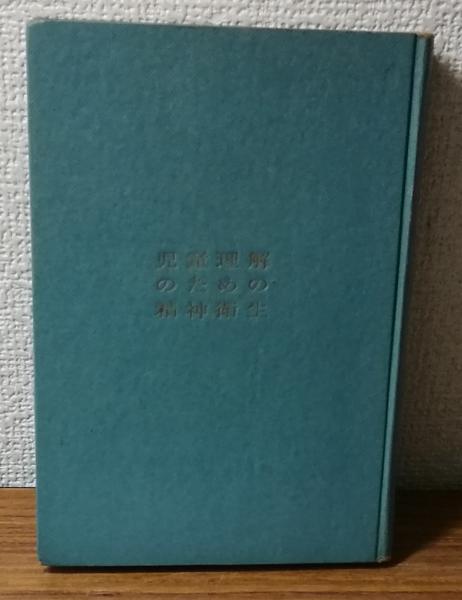 児童理解
のための
精神衛生